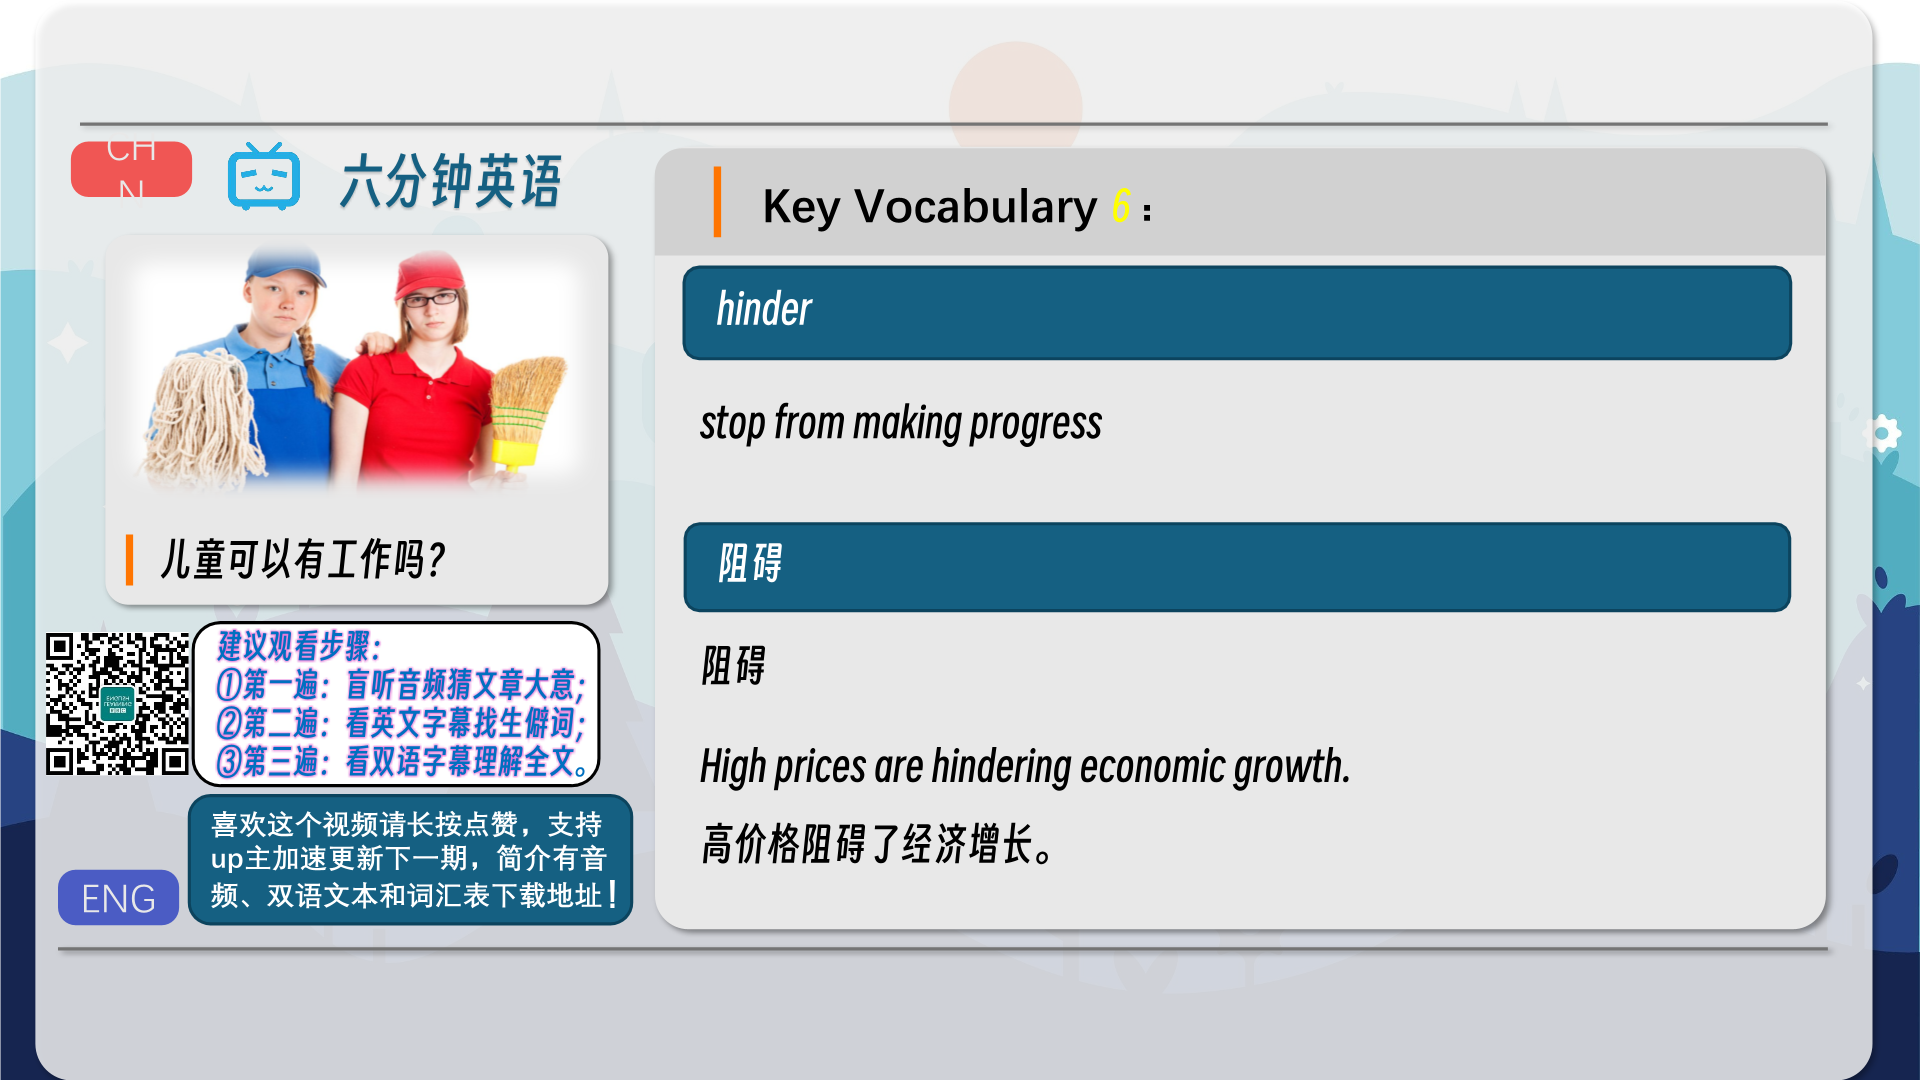 CH
N
六分钟英语
儿童可以有工作吗?
建议观看步骤：
①第一遍：盲听音频猜文章大意；
②第二遍：看英文字幕找生僻词；
③第三遍：看双语字幕理解全文。
喜欢这个视频请长按点赞，支持
up主加速更新下一期，简介有音
频、双语文本和词汇表下载地址！
ENG
Key Vocabulary 6：
hinder
stop from making progress
阻碍
阻碍
High prices are hindering economic growth.
高价格阻碍了经济增长。